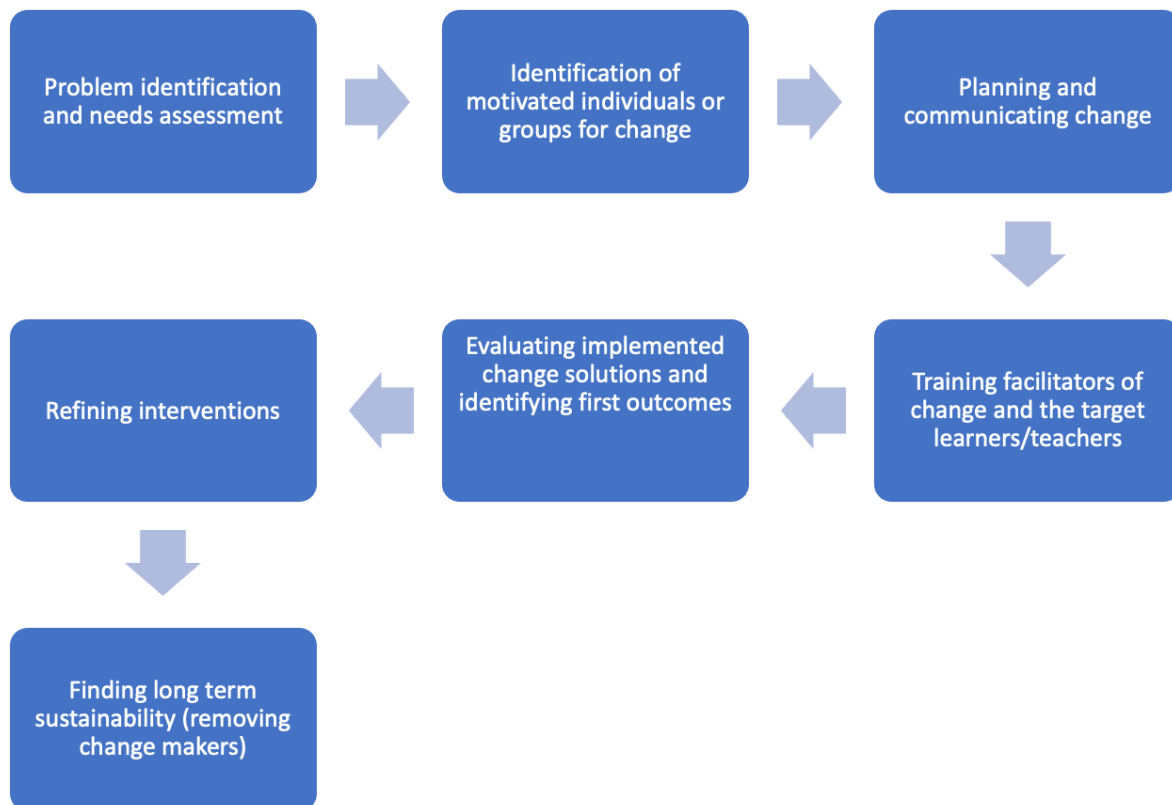 Problem identification
and needs assessment
Identification of
motivated individuals or
groups for change
Planning and
communicating change
Training facilitators of
change and the target
learners/teachers
Evaluating implemented
change solutions and
identifying first outcomes
Refining interventions
Finding long term
sustainability (removing
change makers)